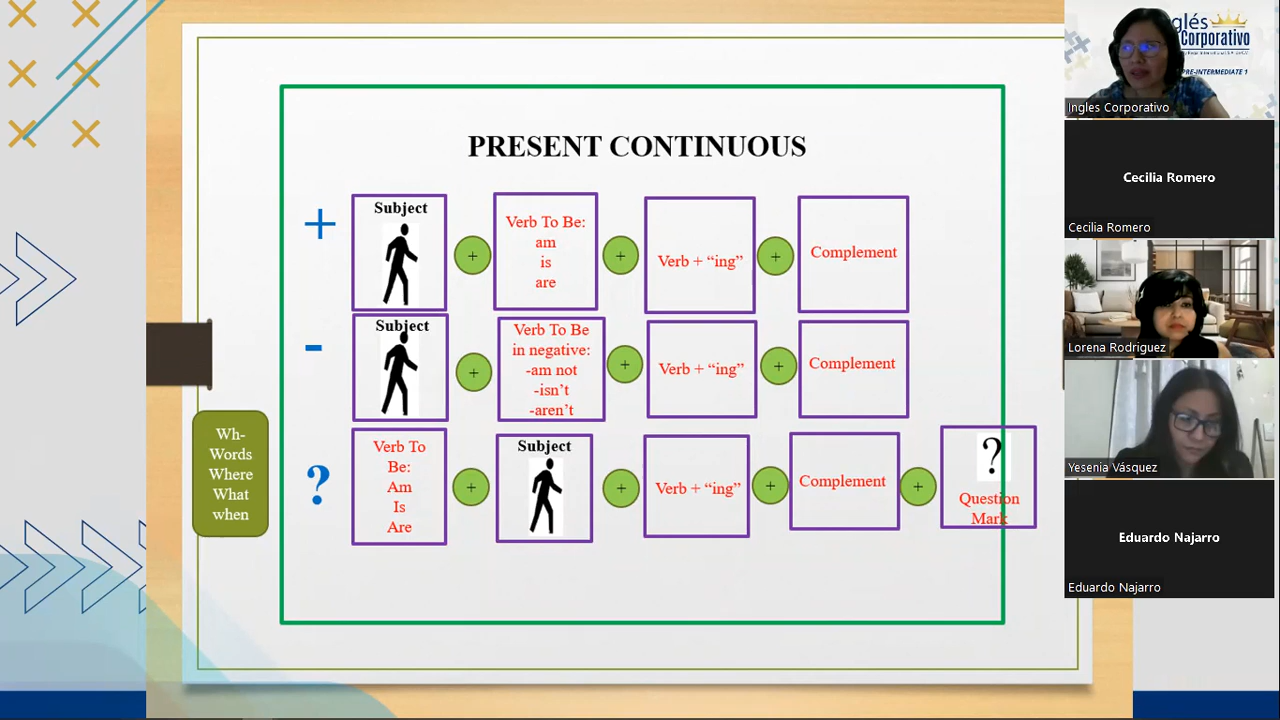 PRESENT CONTINUOUS
+
Subject
+
Verb To Be:
am
is
are
+
Verb + “ing”
+
Complement
-
Subject
+
Verb To Be
in negative:
-am not
-isn’t
-aren’t
+
Verb + “ing”
+
Complement
Wh-
Words
Where
What
when
?
Verb To
Be:
Am
Is
Are
+
Subject
+
Verb + “ing”
+
Complement
+
?
Question
Mark
Inglés
Corporativo
PRE-INTERMEDIATE 1
Ingles Corporativo
Cecilia Romero
Cecilia Romero
Lorena Rodriguez
Yesenia Vásquez
Eduardo Najarro
Eduardo Najarro